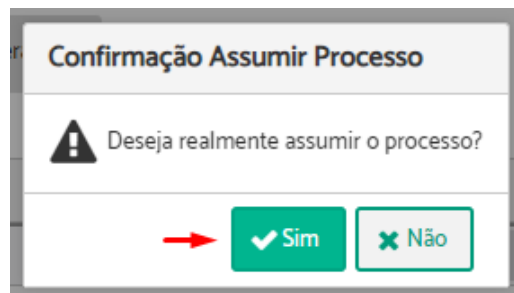 Confirmação Assumir Processo
Deseja realmente assumir o processo?
Sim
Não